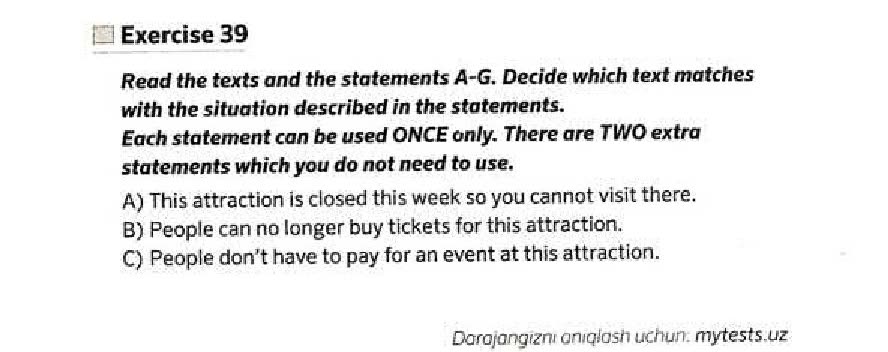 Exercise 39
Read the texts and the statements A-G. Decide which text matches
with the situation described in the statements.
Each statement can be used ONCE only. There are TWO extra
statements which you do not need to use.
A) This attraction is closed this week so you cannot visit there.
B) People can no longer buy tickets for this attraction.
C) People don't have to pay for an event at this attraction.
Darajangizni aniqlash uchun: mytests.uz